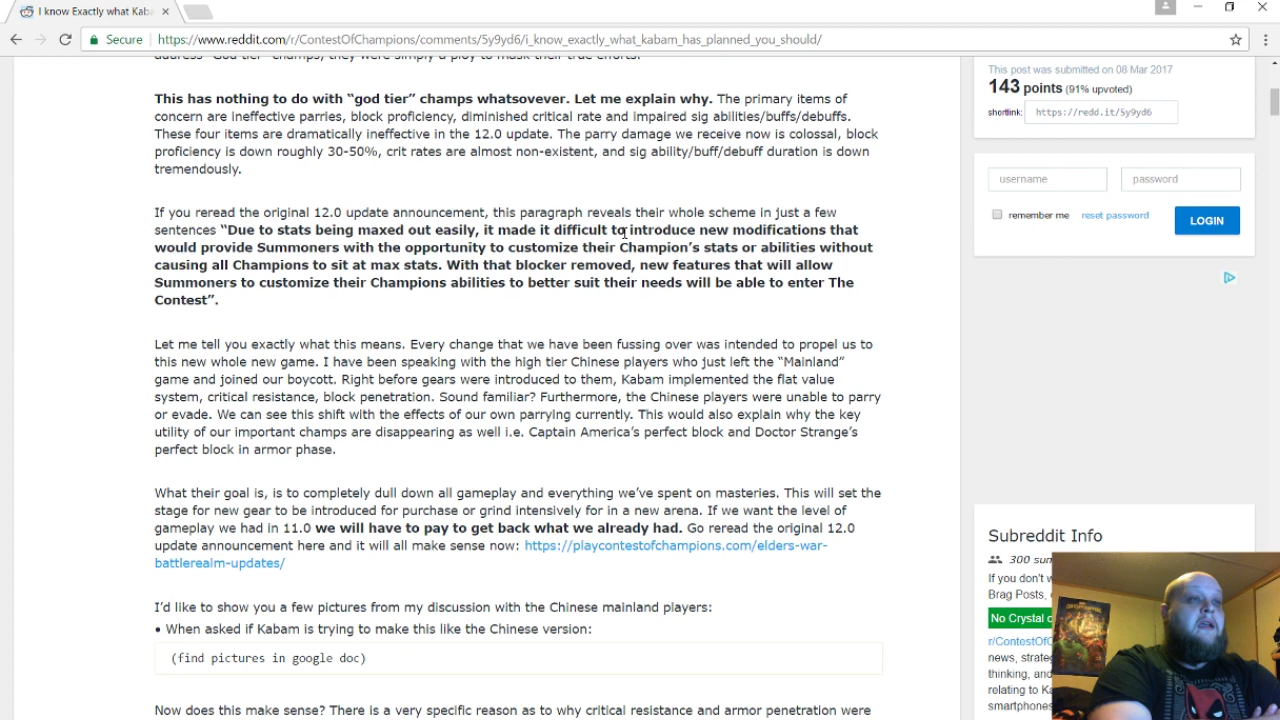 I know Exactly what Kab
Secure
https://www.reddit.com/r/ContestOfChampions/comments/5y9yd6/i_know_exactly_what_kabam_has_planned_you_should/
address "God tier" champs, they were simply a ploy to mask their true efforts.
This has nothing to do with “god tier” champs whatsovever. Let me explain why. The primary items of
concern are ineffective parries, block proficiency, diminished critical rate and impaired sig abilities/buffs/debuffs.
These four items are dramatically ineffective in the 12.0 update. The parry damage we receive now is colossal, block
proficiency is down roughly 30-50%, crit rates are almost non-existent, and sig ability/buff/debuff duration is down
tremendously.
If you reread the original 12.0 update announcement, this paragraph reveals their whole scheme in just a few
sentences “Due to stats being maxed out easily, it made it difficult to introduce new modifications that
would provide Summoners with the opportunity to customize their Champion’s stats or abilities without
causing all Champions to sit at max stats. With that blocker removed, new features that will allow
Summoners to customize their Champions abilities to better suit their needs will be able to enter The
Contest”.
Let me tell you exactly what this means. Every change that we have been fussing over was intended to propel us to
this new whole new game. I have been speaking with the high tier Chinese players who just left the “Mainland”
game and joined our boycott. Right before gears were introduced to them, Kabam implemented the flat value
system, critical resistance, block penetration. Sound familiar? Furthermore, the Chinese players were unable to parry
or evade. We can see this shift with the effects of our own parrying currently. This would also explain why the key
utility of our important champs are disappearing as well i.e. Captain America’s perfect block and Doctor Strange’s
perfect block in armor phase.
What their goal is, is to completely dull down all gameplay and everything we’ve spent on masteries. This will set the
stage for new gear to be introduced for purchase or grind intensively for in a new arena. If we want the level of
gameplay we had in 11.0 we will have to pay to get back what we already had. Go reread the original 12.0
update announcement here and it will all make sense now: https://playcontestofchampions.com/elders-war-
battlerealm-updates/
I’d like to show you a few pictures from my discussion with the Chinese mainland players:
• When asked if Kabam is trying to make this like the Chinese version:
(find pictures in google doc)
Now does this make sense? There is a very specific reason as to why critical resistance and armor penetration were
This post was submitted on 08 Mar 2017
143 points (91% upvoted)
shortlink: https://redd.it/5y9yd6
username
password
remember me reset password
LOGIN
Subreddit Info
300
If you don't
Brag Posts,
No Crystal
r/ContestOfC
news, strate
thinking, and
relating to Ka
smartphones